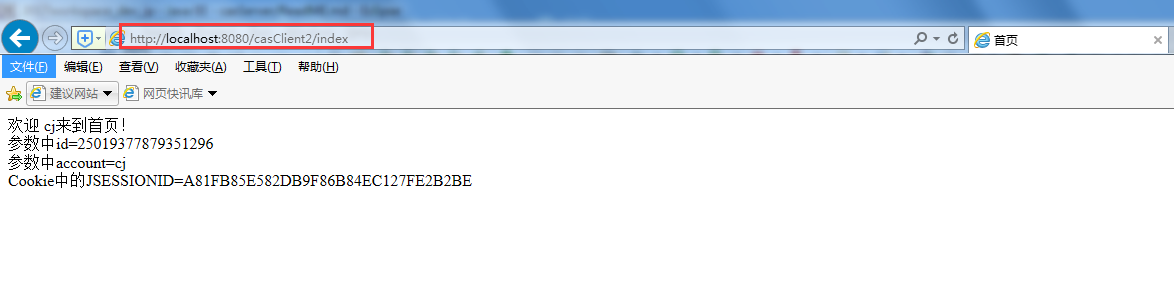 http://localhost:8080/casClient2/index
首页
文件(F) 编辑(E) 查看(V) 收藏夹(A) 工具(T) 帮助(H)
建议网站 网页快讯库
欢迎 cj来到首页!
参数中id=25019377879351296
参数中account=cj
Cookie中的JSESSIONID=A81FB85E582DB9F86B84EC127FE2B2BE